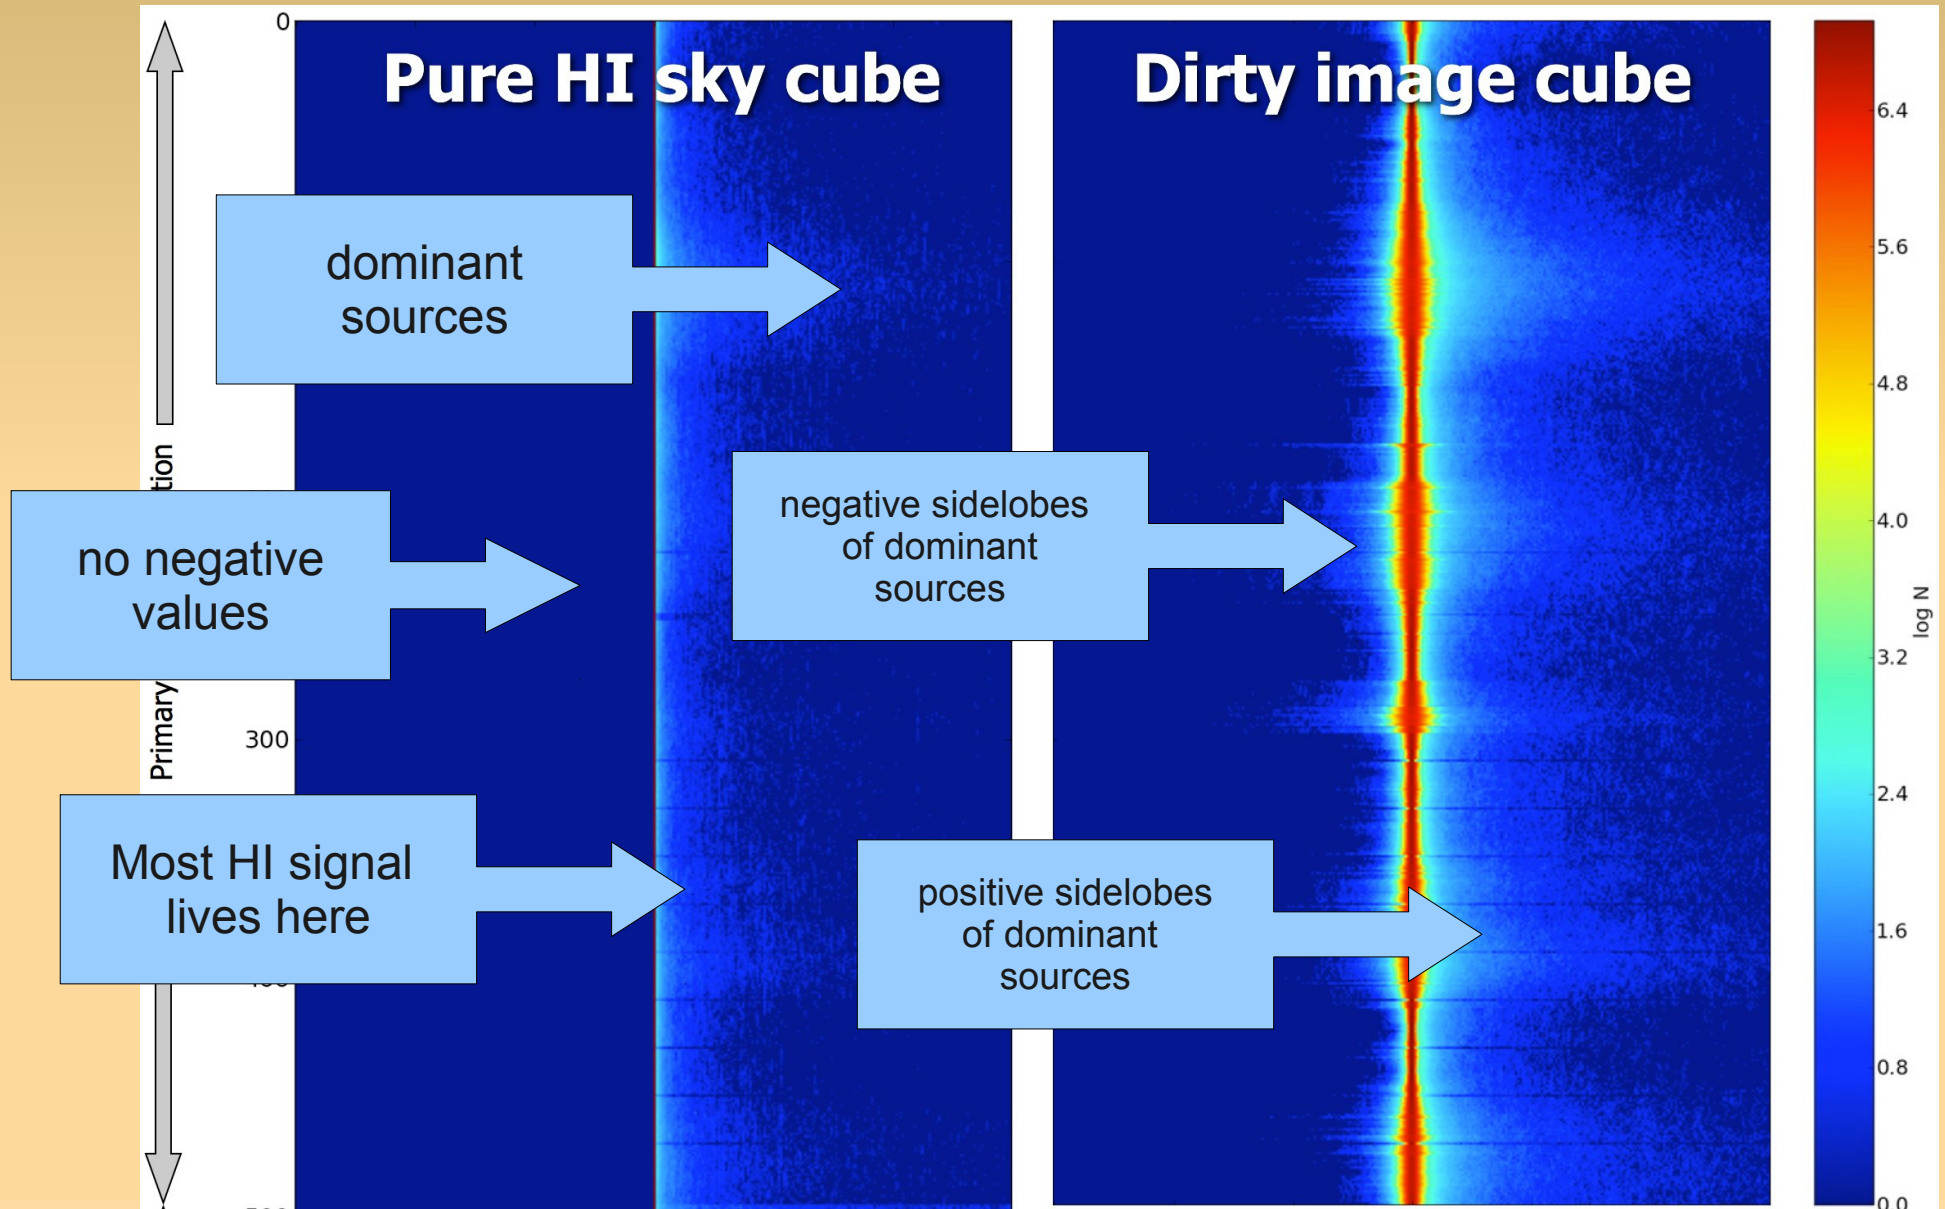 Pure HI sky cube
Dirty image cube
0
dominant
sources
no negative
values
negative sidelobes
of dominant
sources
Primary
300
Most HI signal
lives here
positive sidelobes
of dominant
sources
6.4
5.6
4.8
4.0
3.2
2.4
1.6
0.8
0.0
log N